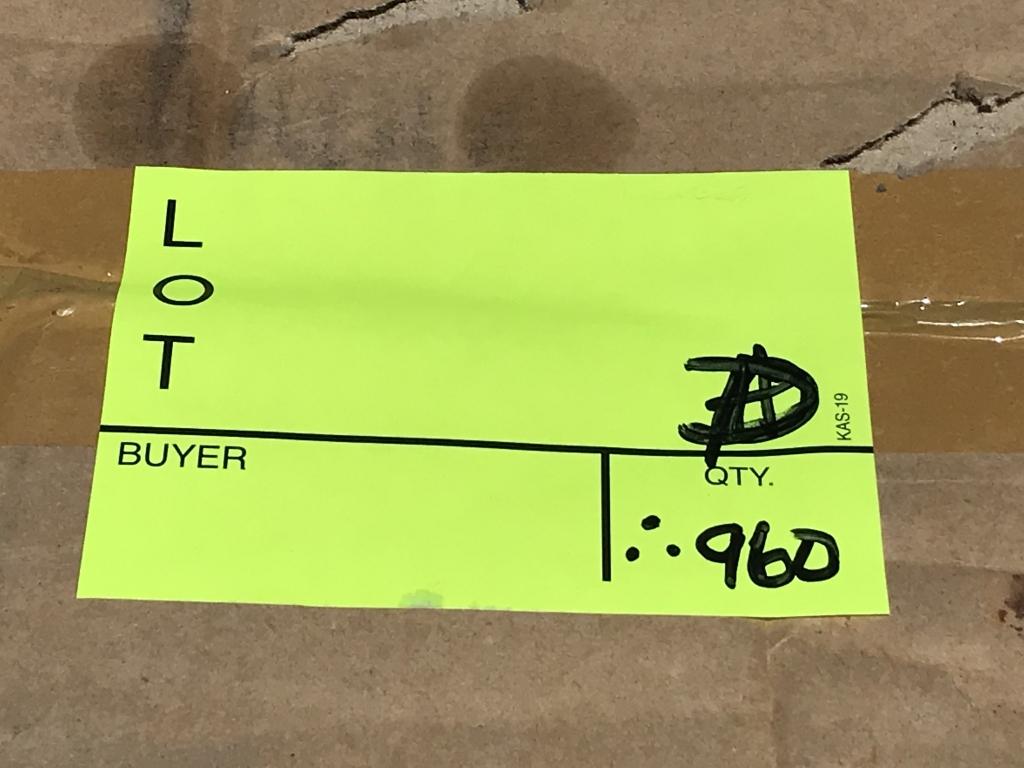 L
O
T
KAS-19
BUYER
QTY.
∴960